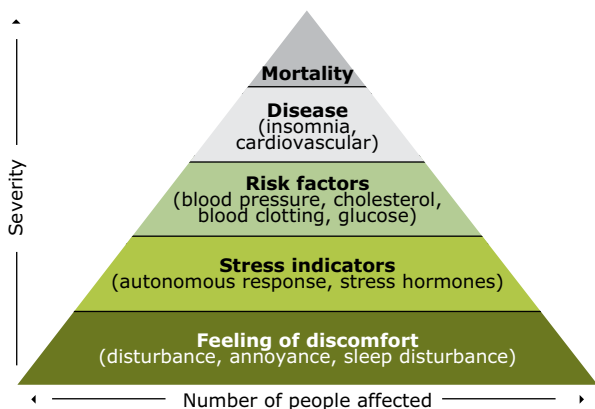 Mortality
Disease
(insomnia,
cardiovascular)
Risk factors
(blood pressure, cholesterol,
blood clotting, glucose)
Stress indicators
(autonomous response, stress hormones)
Feeling of discomfort
(disturbance, annoyance, sleep disturbance)
Severity
Number of people affected